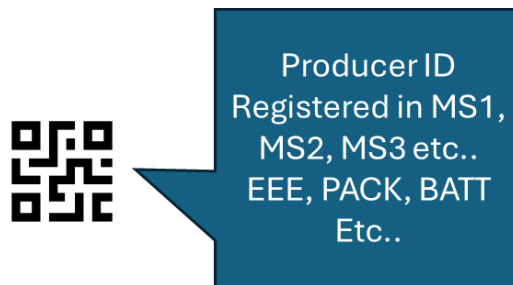 Producer ID
Registered in MS1,
MS2, MS3 etc..
EEE, PACK, BATT
Etc..